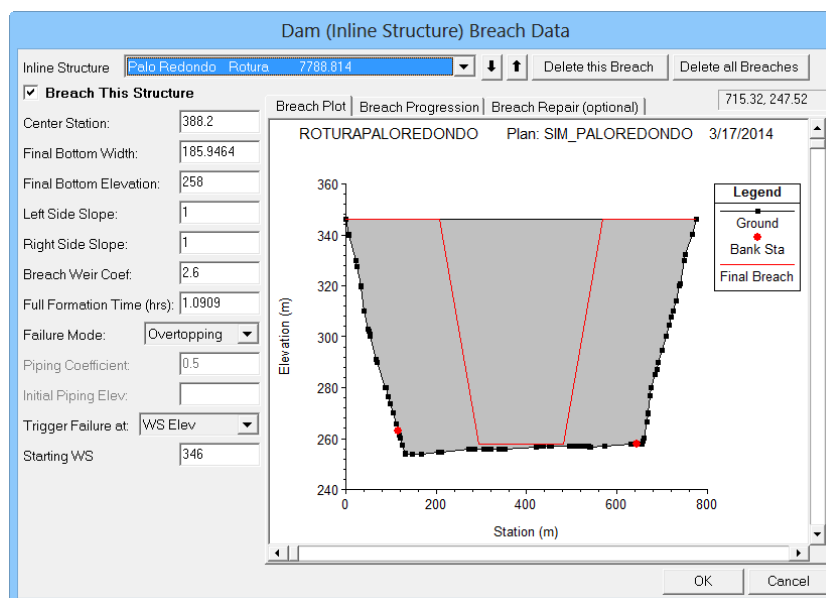 Dam (Inline Structure) Breach Data
Inline Structure Palo Redondo Rotura 7788.814 Delete this Breach Delete all Breaches
Breach This Structure
Breach Plot Breach Progression Breach Repair (optional) 715.32, 247.52
Center Station: 388.2
Final Bottom Width: 185.9464
Final Bottom Elevation: 258
Left Side Slope: 1
Right Side Slope: 1
Breach Weir Coef: 2.6
Full Formation Time (hrs): 1.0909
Failure Mode: Overtopping
Piping Coefficient: 0.5
Initial Piping Elev:
Trigger Failure at: WS Elev
Starting WS 346
ROTURAPALOREDONDO Plan: SIM_PALOREDONDO 3/17/2014
Elevation (m)
360
340
320
300
280
260
240
0 200 400 600 800
Station (m)
Legend
Ground
Bank Sta
Final Breach
OK Cancel